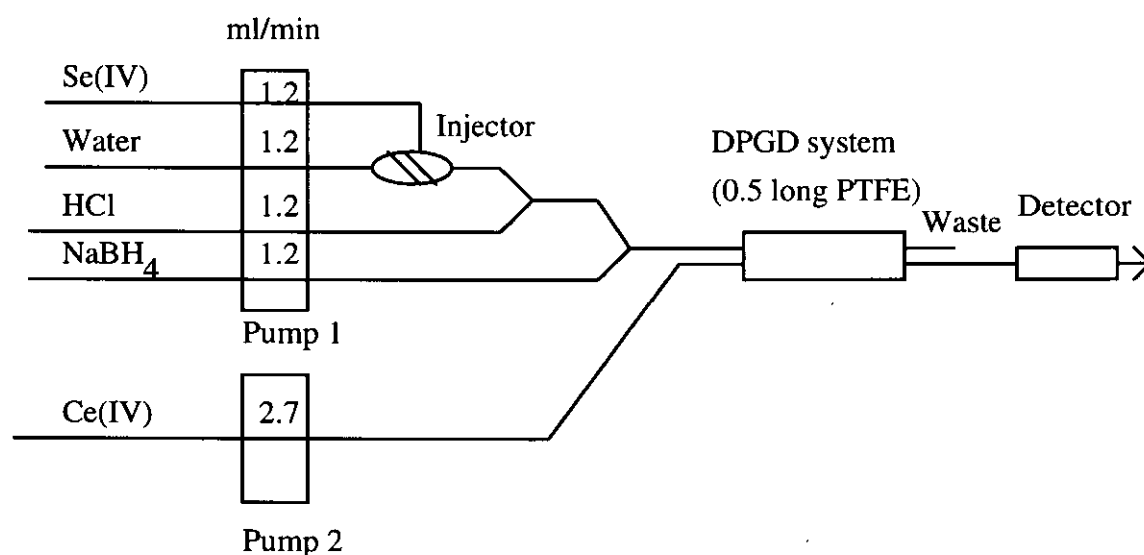 ml/min
Se(IV)
1.2
Water
1.2
Injector
HCl
1.2
NaBH4
1.2
Pump 1
DPGD system
(0.5 long PTFE)
Waste
Detector
Ce(IV)
2.7
Pump 2